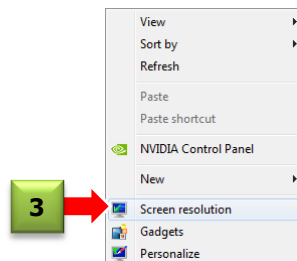 View
Sort by
Refresh
Paste
Paste shortcut
NVIDIA Control Panel
New
3
Screen resolution
Gadgets
Personalize